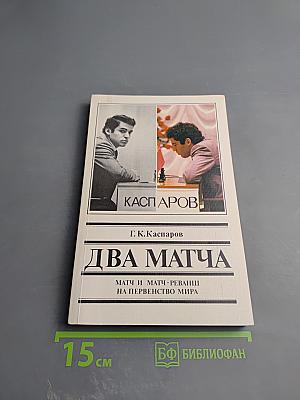 КАСПАРОВ
Г. К. Каспаров
ДВА МАТЧА
МАТЧ И МАТЧ-РЕВАНШ
НА ПЕРВЕНСТВО МИРА
15 см
БФ БИБЛИОФАН